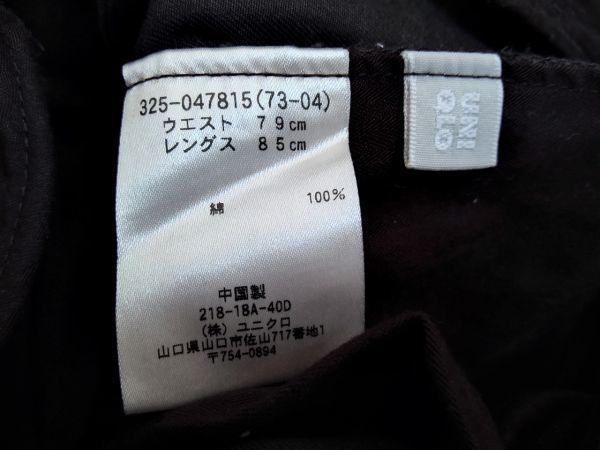 325-047815(73-04)
ウエスト 79cm
レングス 85cm
綿 100%
中国製
218-18A-40D
(株) ユニクロ
山口県山口市佐山717番地1
〒754-0894
UNI
QLO